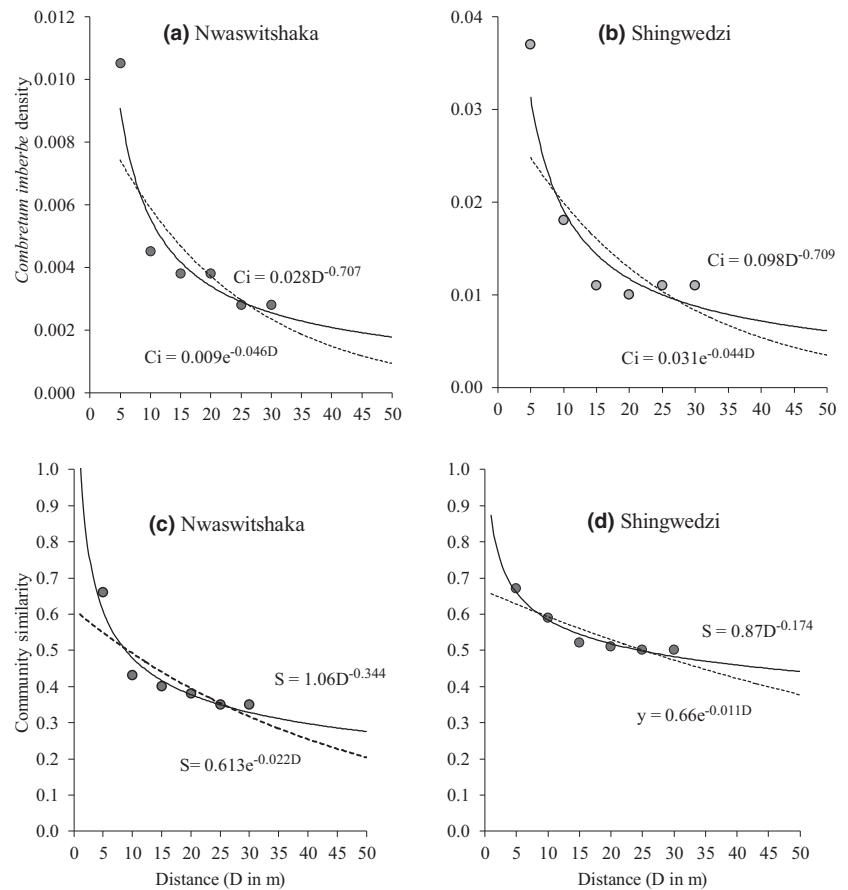 (a) Nwaswitshaka
Combretum imberbe density
0.012
0.010
0.008
0.006
0.004
0.002
0.000
Ci = 0.028D^-0.707
Ci = 0.009e^-0.046D
0 5 10 15 20 25 30 35 40 45 50
(b) Shingwedzi
0.04
0.03
0.02
0.01
0.00
Ci = 0.098D^-0.709
Ci = 0.031e^-0.044D
0 5 10 15 20 25 30 35 40 45 50
(c) Nwaswitshaka
Community similarity
1.0
0.9
0.8
0.7
0.6
0.5
0.4
0.3
0.2
0.1
0.0
S = 1.06D^-0.344
S= 0.613e^-0.022D
0 5 10 15 20 25 30 35 40 45 50
Distance (D in m)
(d) Shingwedzi
1.0
0.9
0.8
0.7
0.6
0.5
0.4
0.3
0.2
0.1
0.0
S = 0.87D^-0.174
y = 0.66e^-0.011D
0 5 10 15 20 25 30 35 40 45 50
Distance (D in m)